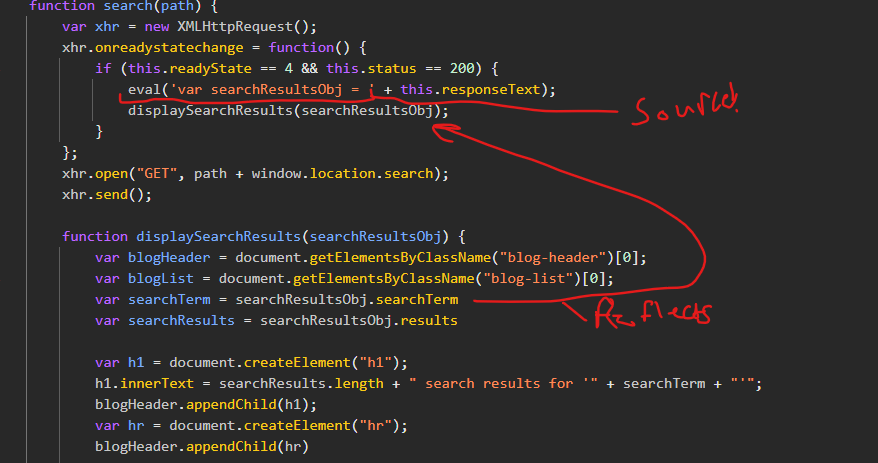 function search(path) {
var xhr = new XMLHttpRequest();
xhr.onreadystatechange = function() {
if (this.readyState == 4 && this.status == 200) {
eval('var searchResultsObj = ' + this.responseText);
displaySearchResults(searchResultsObj);
}
};
xhr.open("GET", path + window.location.search);
xhr.send();
function displaySearchResults(searchResultsObj) {
var blogHeader = document.getElementsByClassName("blog-header")[0];
var blogList = document.getElementsByClassName("blog-list")[0];
var searchTerm = searchResultsObj.searchTerm
var searchResults = searchResultsObj.results
Reflects
var h1 = document.createElement("h1");
h1.innerText = searchResults.length + " search results for '" + searchTerm + "'";
blogHeader.appendChild(h1);
var hr = document.createElement("hr");
blogHeader.appendChild(hr)